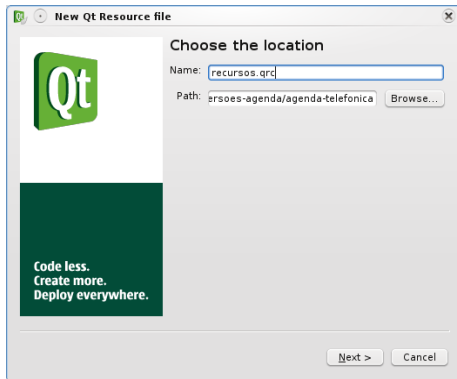 New Qt Resource file
Choose the location
Name: recursos.qrc
Path: ersoes-agenda/agenda-telefonica Browse...
Qt
Code less.
Create more.
Deploy everywhere.
Next > Cancel